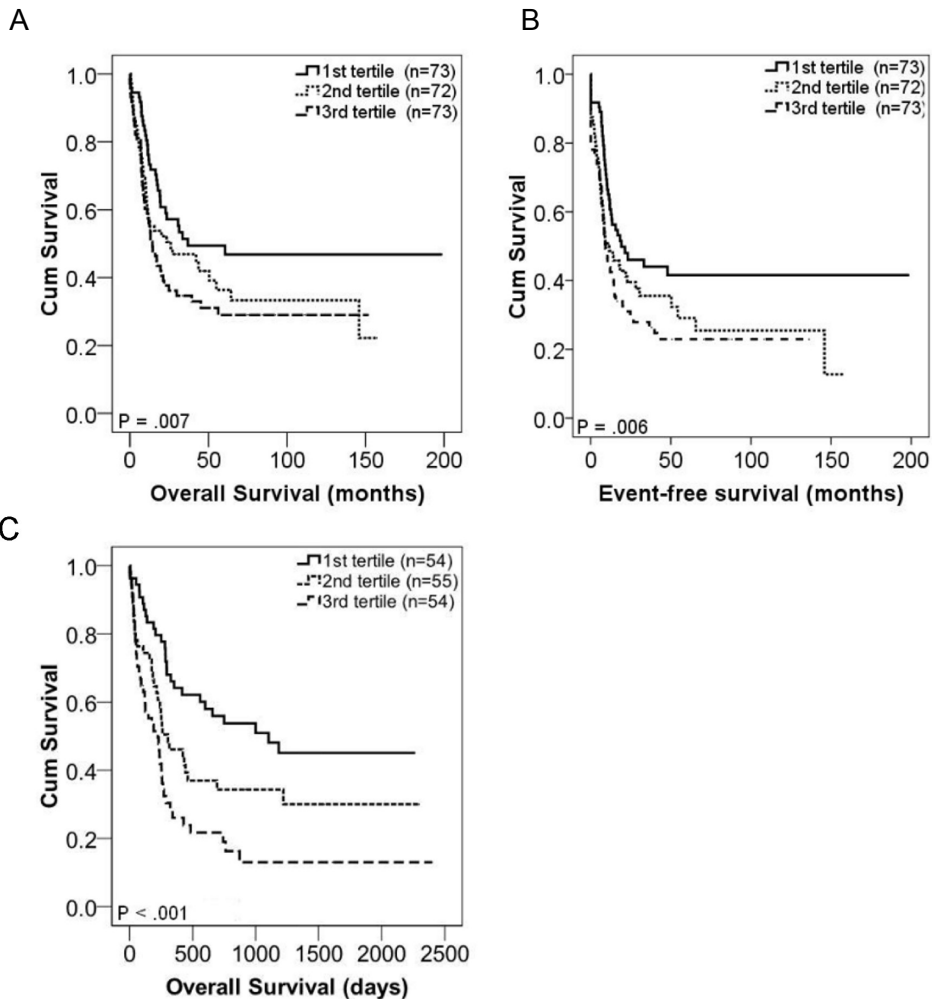 A
1st tertile (n=73)
2nd tertile (n=72)
3rd tertile (n=73)
Cum Survival
1.0
0.8
0.6
0.4
0.2
0.0
P = .007
0 50 100 150 200
Overall Survival (months)
B
1st tertile (n=73)
2nd tertile (n=72)
3rd tertile (n=73)
Cum Survival
1.0
0.8
0.6
0.4
0.2
0.0
P = .006
0 50 100 150 200
Event-free survival (months)
C
1st tertile (n=54)
2nd tertile (n=55)
3rd tertile (n=54)
Cum Survival
1.0
0.8
0.6
0.4
0.2
0.0
P < .001
0 500 1000 1500 2000 2500
Overall Survival (days)